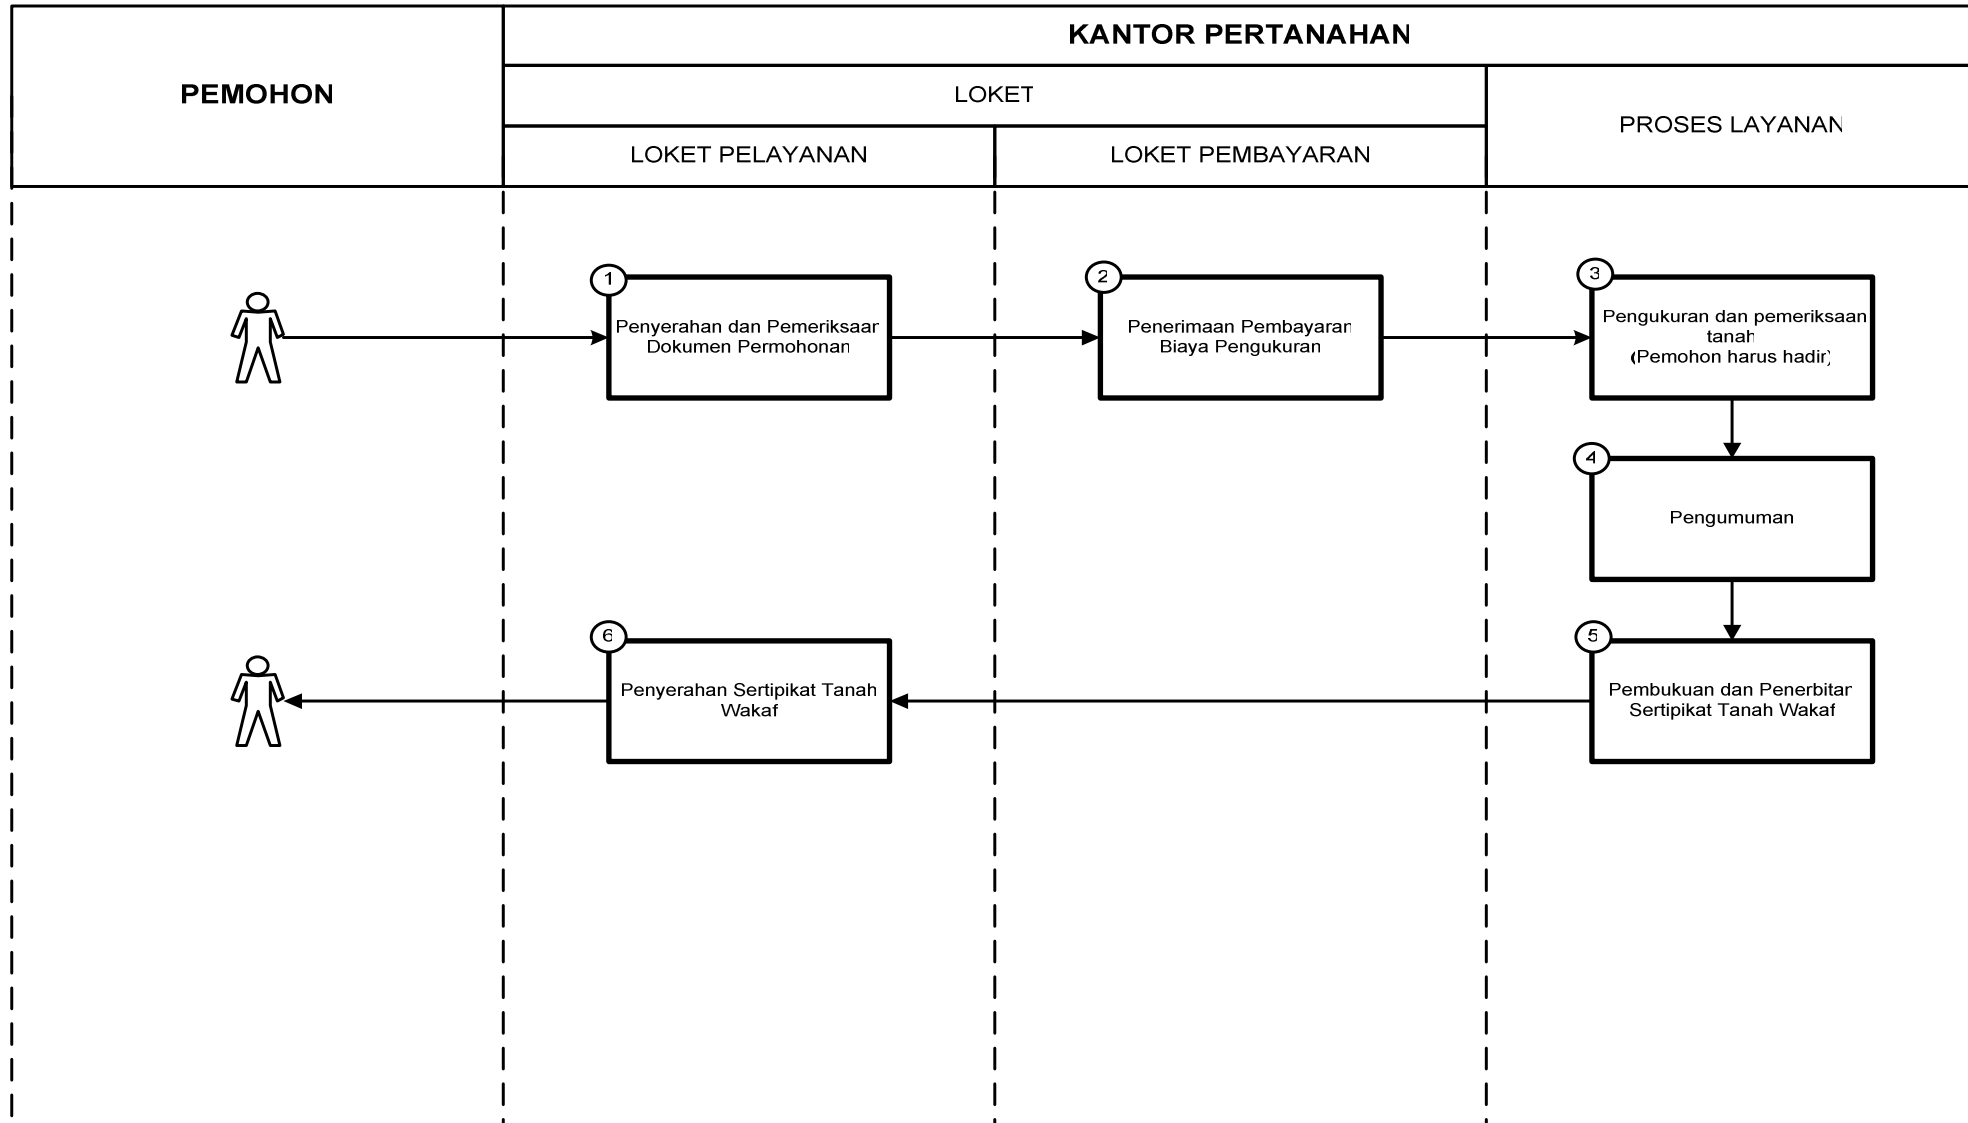 KANTOR PERTANAHAN
PEMOHON
LOKET
PROSES LAYANAN
LOKET PELAYANAN
LOKET PEMBAYARAN
1
Penyerahan dan Pemeriksaan
Dokumen Permohonan
2
Penerimaan Pembayaran
Biaya Pengukuran
3
Pengukuran dan pemeriksaan
tanah
(Pemohon harus hadir)
4
Pengumuman
5
Pembukuan dan Penerbitan
Sertipikat Tanah Wakaf
6
Penyerahan Sertipikat Tanah
Wakaf